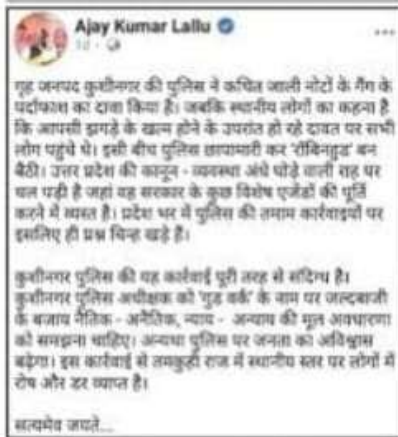 Ajay Kumar Lallu
1d
गृह जनपद कुशीनगर की पुलिस ने कथित जाली नोटों के गैंग के
पर्दाफाश का दावा किया है। जबकि स्थानीय लोगों का कहना है
कि आपसी झगड़े के खत्म होने के उपरांत हो रहे दावत पर सभी
लोग पहुंचे थे। इसी बीच पुलिस छापामारी कर 'रॉबिनहुड' बन
बैठी। उत्तर प्रदेश की कानून - व्यवस्था अंधे घोड़े वाली राह पर
चल पड़ी है जहां वह सरकार के कुछ विशेष एजेंडों की पूर्ति
करने में व्यस्त है। प्रदेश भर में पुलिस की तमाम कार्रवाइयों पर
इसलिए ही प्रश्न चिन्ह खड़े हैं।
कुशीनगर पुलिस की यह कार्रवाई पूरी तरह से संदिग्ध है।
कुशीनगर पुलिस अधीक्षक को 'गुड वर्क' के नाम पर जल्दबाजी
के बजाय नैतिक - अनैतिक, न्याय - अन्याय की मूल अवधारणा
को समझना चाहिए। अन्यथा पुलिस पर जनता का अविश्वास
बढ़ेगा। इस कार्रवाई से तमकुही राज में स्थानीय स्तर पर लोगों में
रोष और डर व्याप्त है।
सत्यमेव जयते...